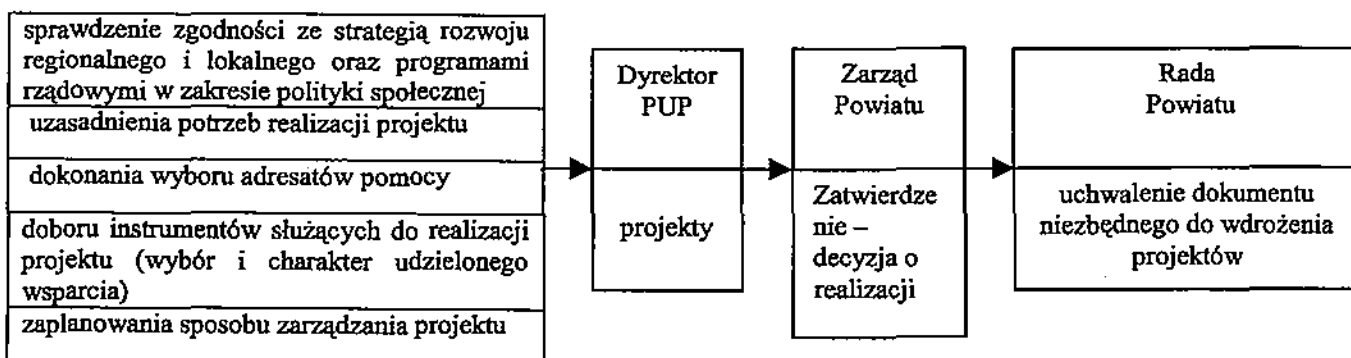 sprawdzenie zgodności ze strategią rozwoju
regionalnego i lokalnego oraz programami
rządowymi w zakresie polityki społecznej
uzasadnienia potrzeb realizacji projektu
dokonania wyboru adresatów pomocy
doboru instrumentów służących do realizacji
projektu (wybór i charakter udzielonego
wsparcia)
zaplanowania sposobu zarządzania projektu
Dyrektor
PUP
projekty
Zarząd
Powiatu
Zatwierdze
nie –
decyzja o
realizacji
Rada
Powiatu
uchwalenie dokumentu
niezbędnego do wdrożenia
projektów